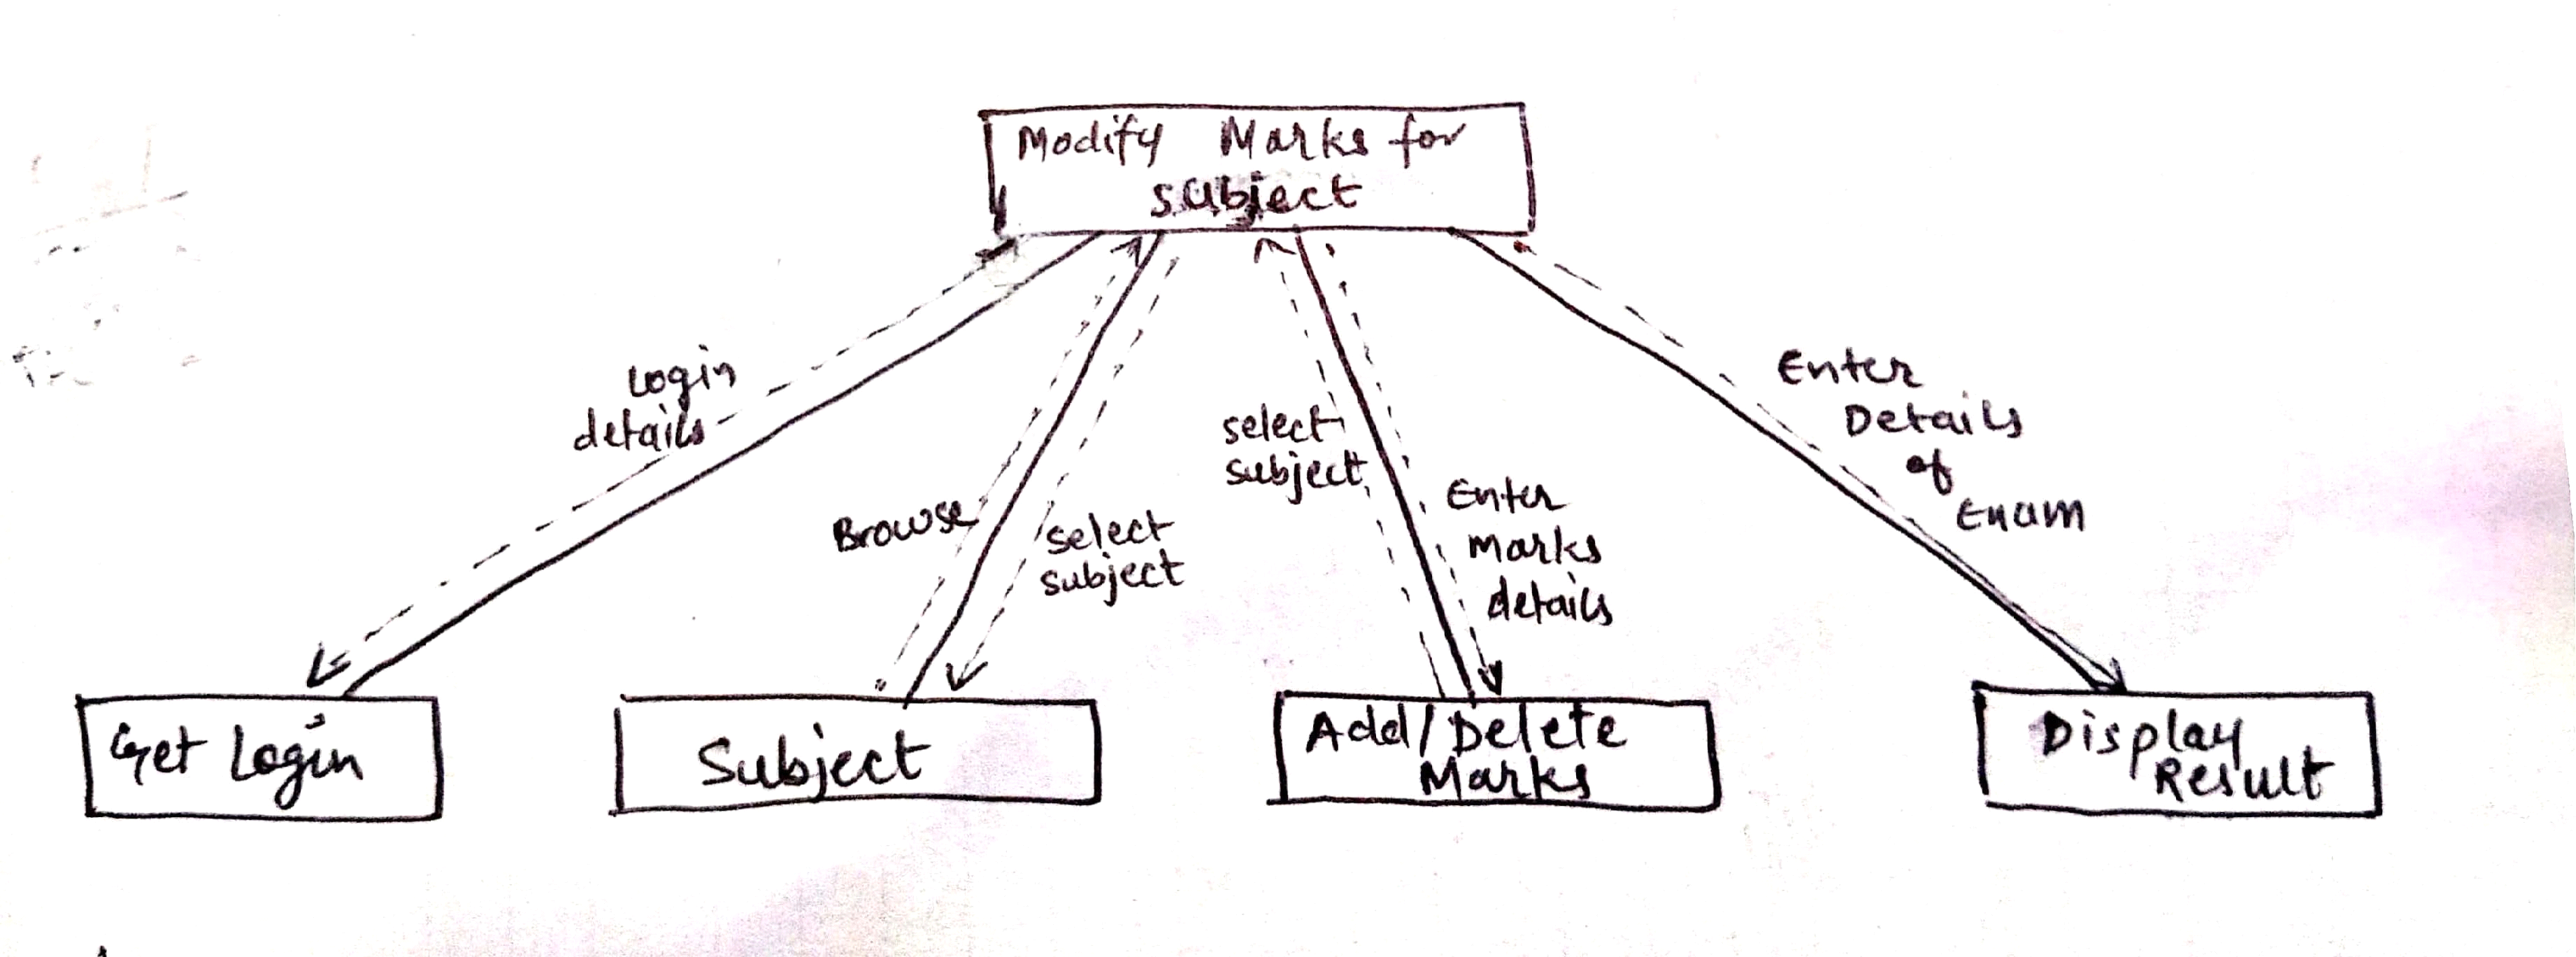 Modify Marks for
subject
Login
details
Browse
select
subject
select
subject
Enter
marks
details
Enter
Details
of
Exam
Get Login
Subject
Add/Delete
Marks
Display
Result